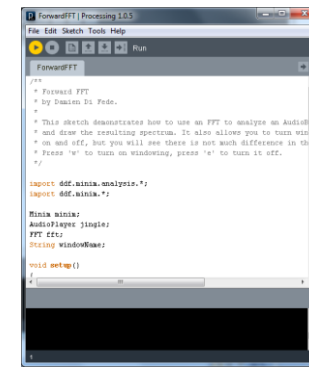 ForwardFFT | Processing 1.0.5
File Edit Sketch Tools Help
Run
ForwardFFT
/**
* Forward FFT
* by Damien Di Fede.
*
* This sketch demonstrates how to use an FFT to analyze an AudioB
* and draw the resulting spectrum. It also allows you to turn win
* on and off, but you will see there is not much difference in th
* Press 'w' to turn on windowing, press 'e' to turn it off.
*/
import ddf.minim.analysis.*;
import ddf.minim.*;
Minim minim;
AudioPlayer jingle;
FFT fft;
String windowName;
void setup()
{